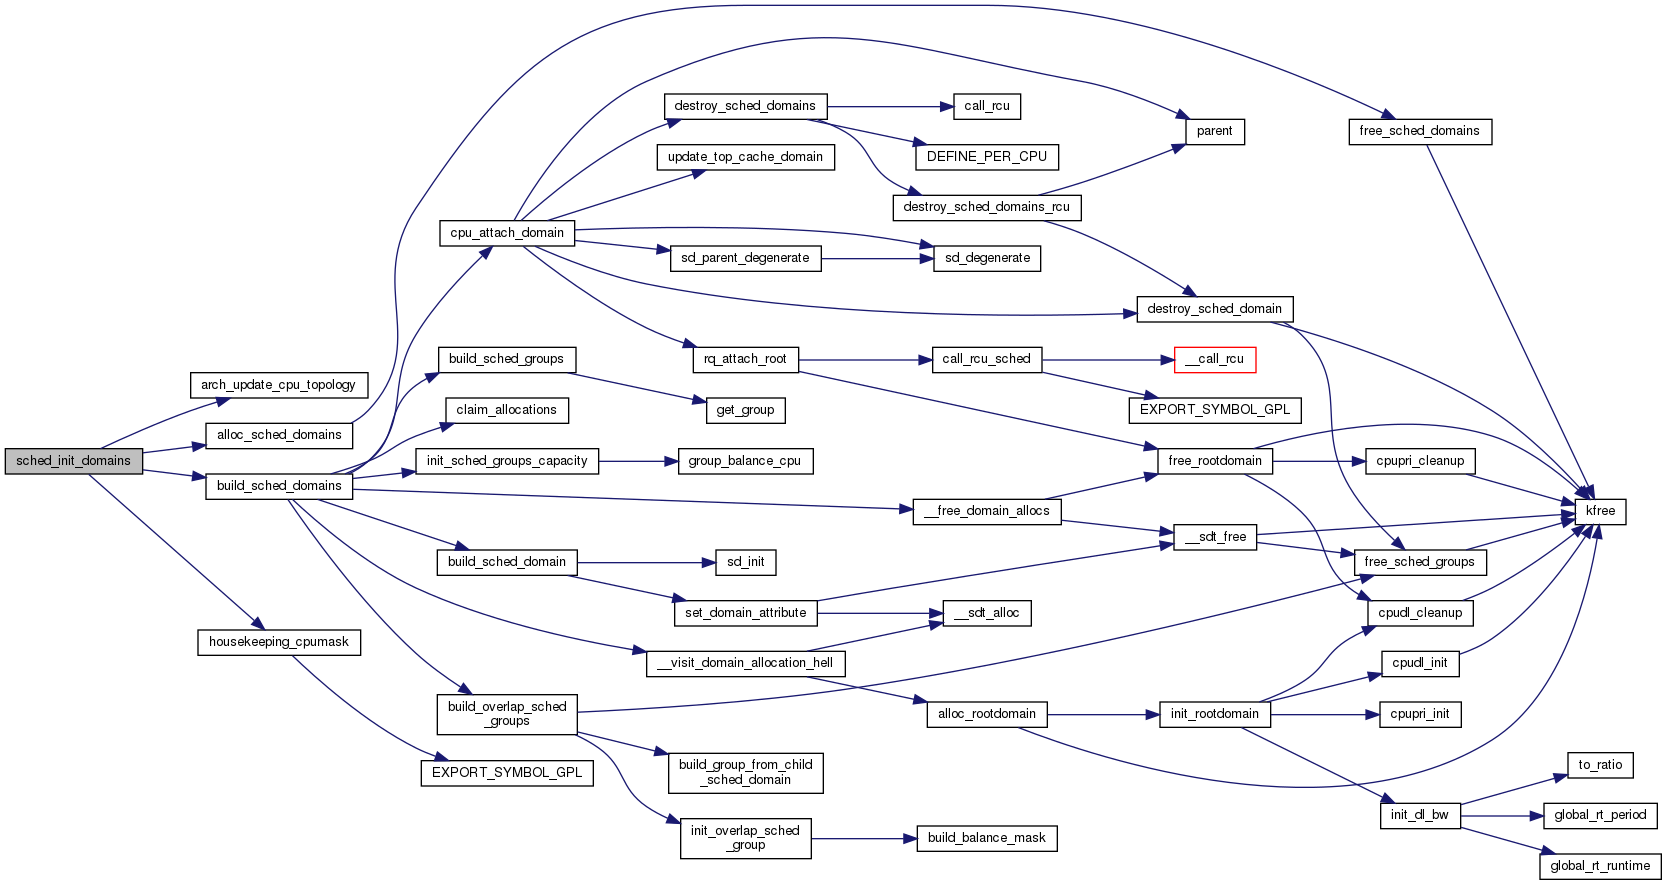 sched_init_domains
arch_update_cpu_topology
alloc_sched_domains
build_sched_domains
housekeeping_cpumask
cpu_attach_domain
build_sched_groups
claim_allocations
init_sched_groups_capacity
build_sched_domain
build_overlap_sched
_groups
EXPORT_SYMBOL_GPL
destroy_sched_domains
update_top_cache_domain
sd_parent_degenerate
rq_attach_root
get_group
group_balance_cpu
sd_init
set_domain_attribute
__visit_domain_allocation_hell
build_group_from_child
_sched_domain
init_overlap_sched
_group
call_rcu
DEFINE_PER_CPU
destroy_sched_domains_rcu
sd_degenerate
call_rcu_sched
__free_domain_allocs
__sdt_alloc
alloc_rootdomain
build_balance_mask
parent
destroy_sched_domain
__call_rcu
EXPORT_SYMBOL_GPL
free_rootdomain
__sdt_free
init_rootdomain
free_sched_domains
cpupri_cleanup
free_sched_groups
cpudl_cleanup
cpudl_init
cpupri_init
init_dl_bw
kfree
to_ratio
global_rt_period
global_rt_runtime